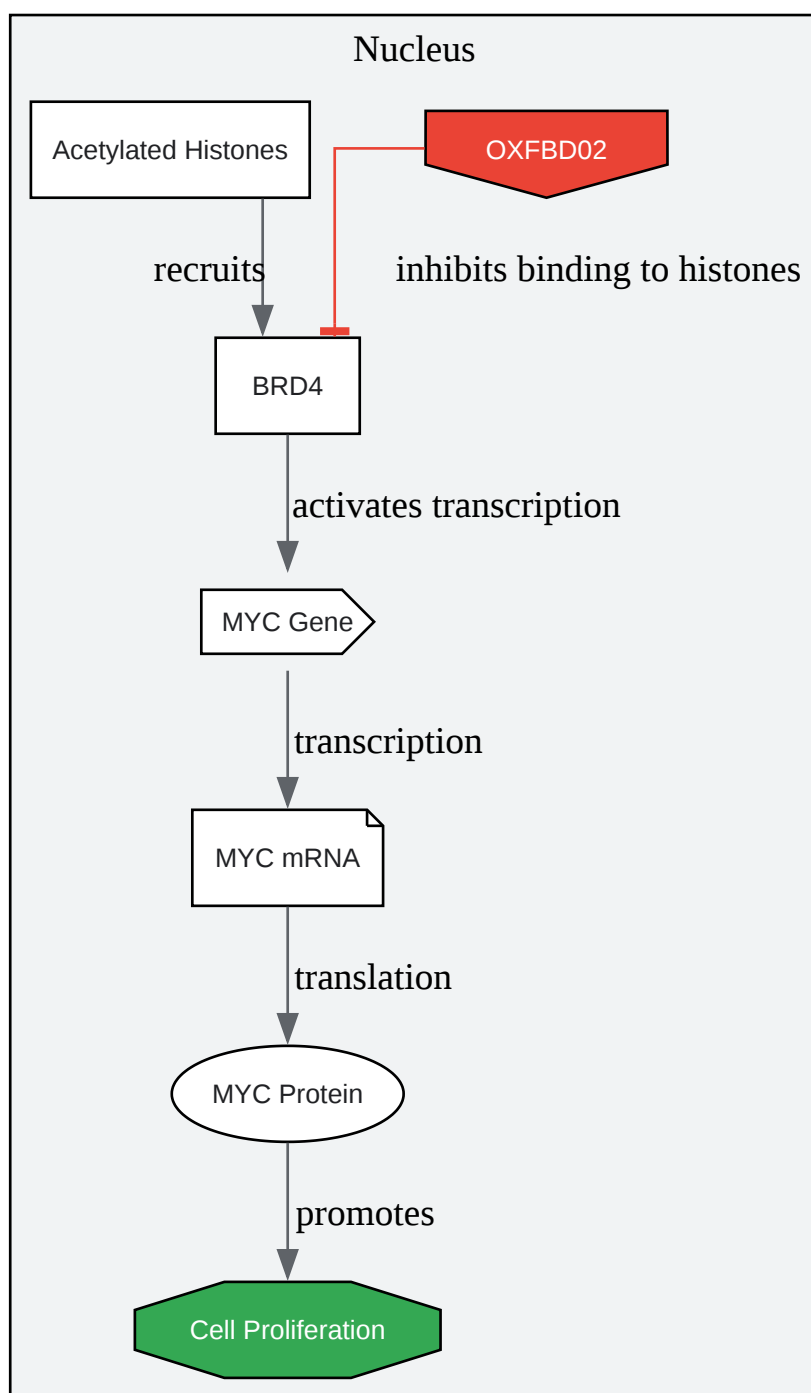 Nucleus
Acetylated Histones
OXFBD02
recruits
inhibits binding to histones
BRD4
activates transcription
MYC Gene
transcription
MYC mRNA
translation
MYC Protein
promotes
Cell Proliferation